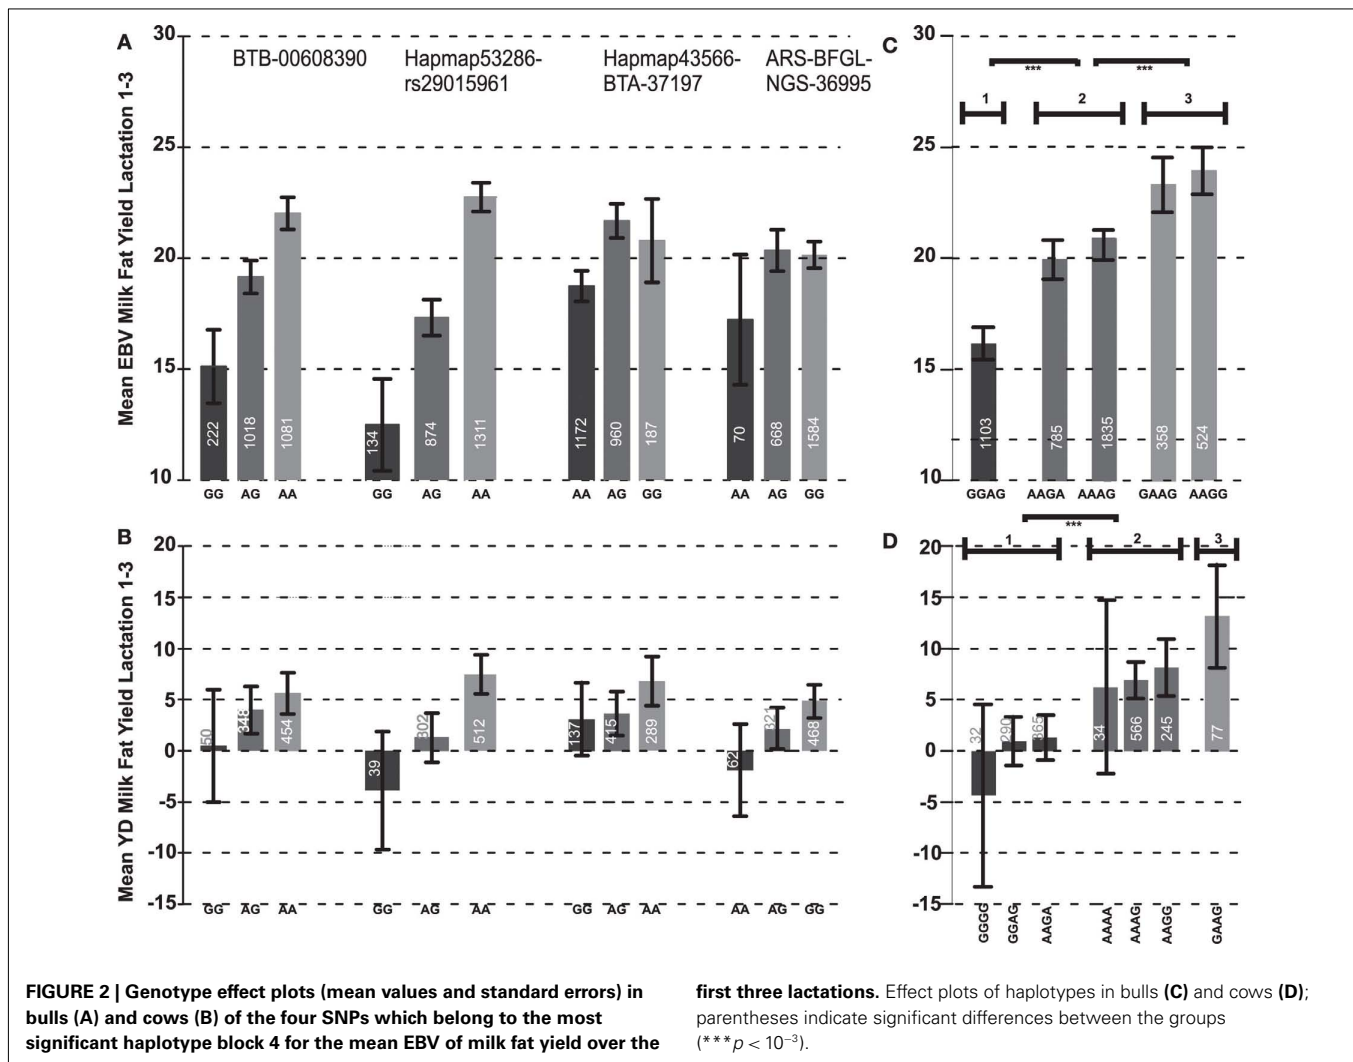 A
BTB-00608390
Hapmap53286-
rs29015961
Hapmap43566-
BTA-37197
ARS-BFGL-
NGS-36995
Mean EBV Milk Fat Yield Lactation 1-3
30
25
20
15
10
222 1018 1081 134 874 1311 1172 960 187 70 668 1584
GG AG AA GG AG AA AA AG GG AA AG GG
C
30
25
20
15
10
*** ***
1 2 3
1103 785 1835 358 524
GGAG AAGA AAAG GAAG AAGG
B
Mean YD Milk Fat Yield Lactation 1-3
20
15
10
5
0
-5
-10
-15
50 348 454 39 302 512 137 415 289 62 321 468
GG AG AA GG AG AA GG AG AA AA AG GG
D
20
15
10
5
0
-5
-10
-15
***
1 2 3
32 290 365 34 566 245 77
GGGG GGAG AAGA AAAA AAAG AAGG GAAG
FIGURE 2 | Genotype effect plots (mean values and standard errors) in
bulls (A) and cows (B) of the four SNPs which belong to the most
significant haplotype block 4 for the mean EBV of milk fat yield over the
first three lactations. Effect plots of haplotypes in bulls (C) and cows (D);
parentheses indicate significant differences between the groups
(***p < 10−3).